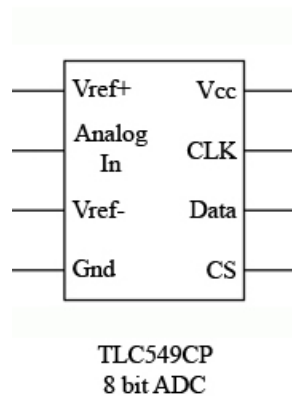 Vref+ Vcc
Analog
In CLK
Vref- Data
Gnd CS
TLC549CP
8 bit ADC